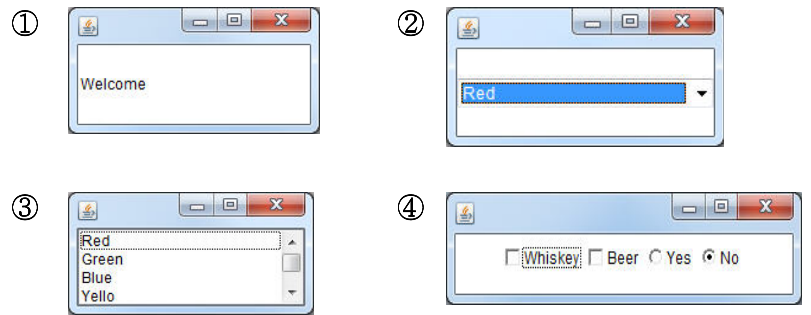 ①
Welcome
②
Red
③
Red
Green
Blue
Yello
④
Whiskey Beer Yes No